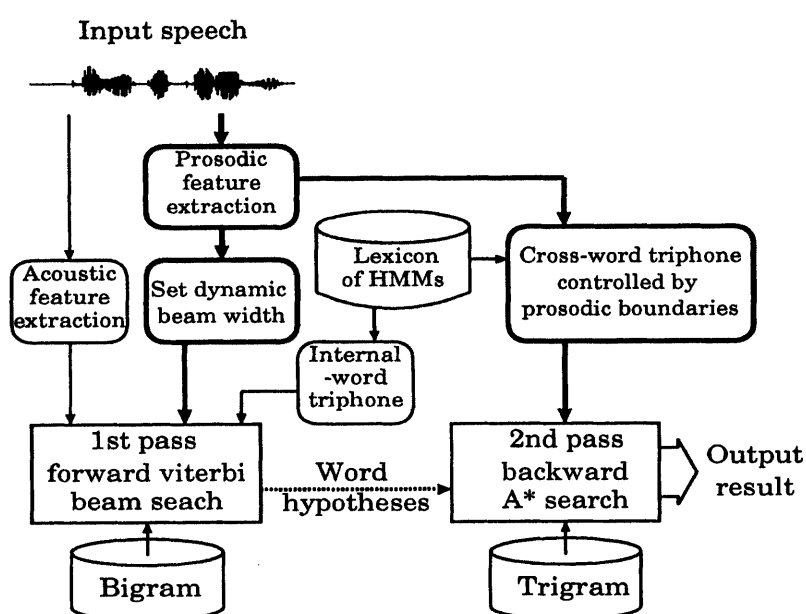 Input speech
Prosodic
feature
extraction
Lexicon
of HMMs
Cross-word triphone
controlled by
prosodic boundaries
Acoustic
feature
extraction
Set dynamic
beam width
Internal
-word
triphone
1st pass
forward viterbi
beam seach
Word
hypotheses
2nd pass
backward
A* search
Output
result
Bigram
Trigram